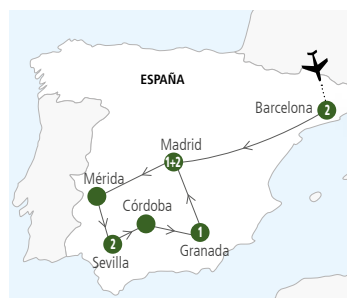 ESPAÑA
Barcelona
2
Madrid
1+2
Mérida
Córdoba
2
Sevilla
1
Granada